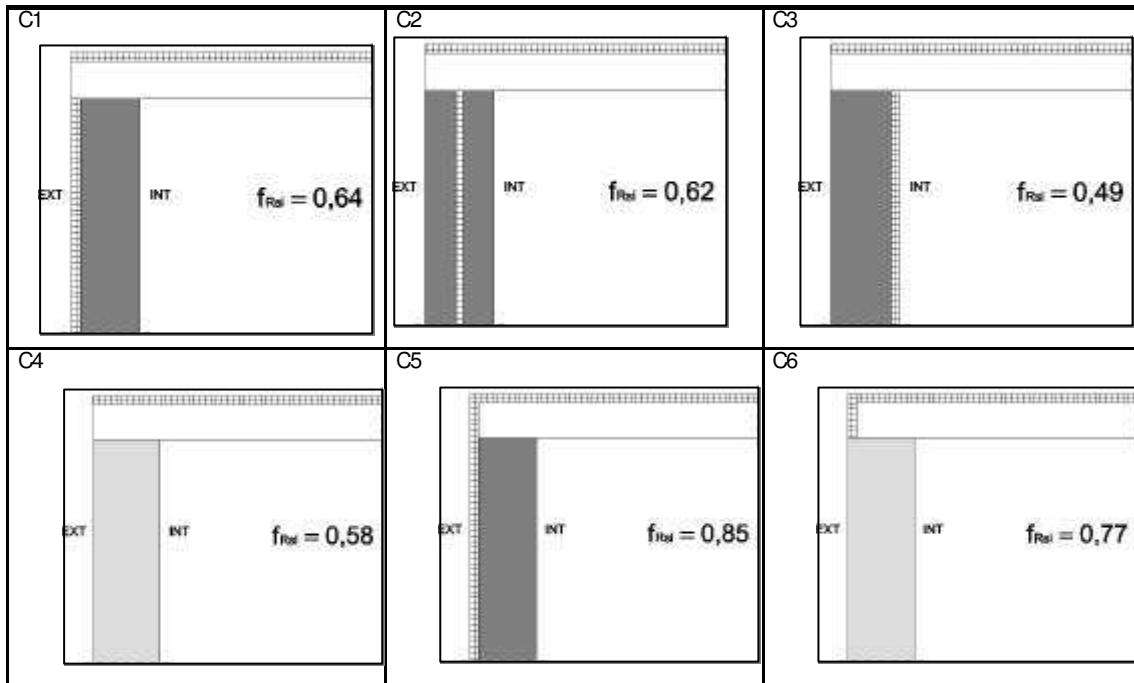 C1
EXT INT fRsi = 0,64
C2
EXT INT fRsi = 0,62
C3
EXT INT fRsi = 0,49
C4
EXT INT fRsi = 0,58
C5
EXT INT fRsi = 0,85
C6
EXT INT fRsi = 0,77